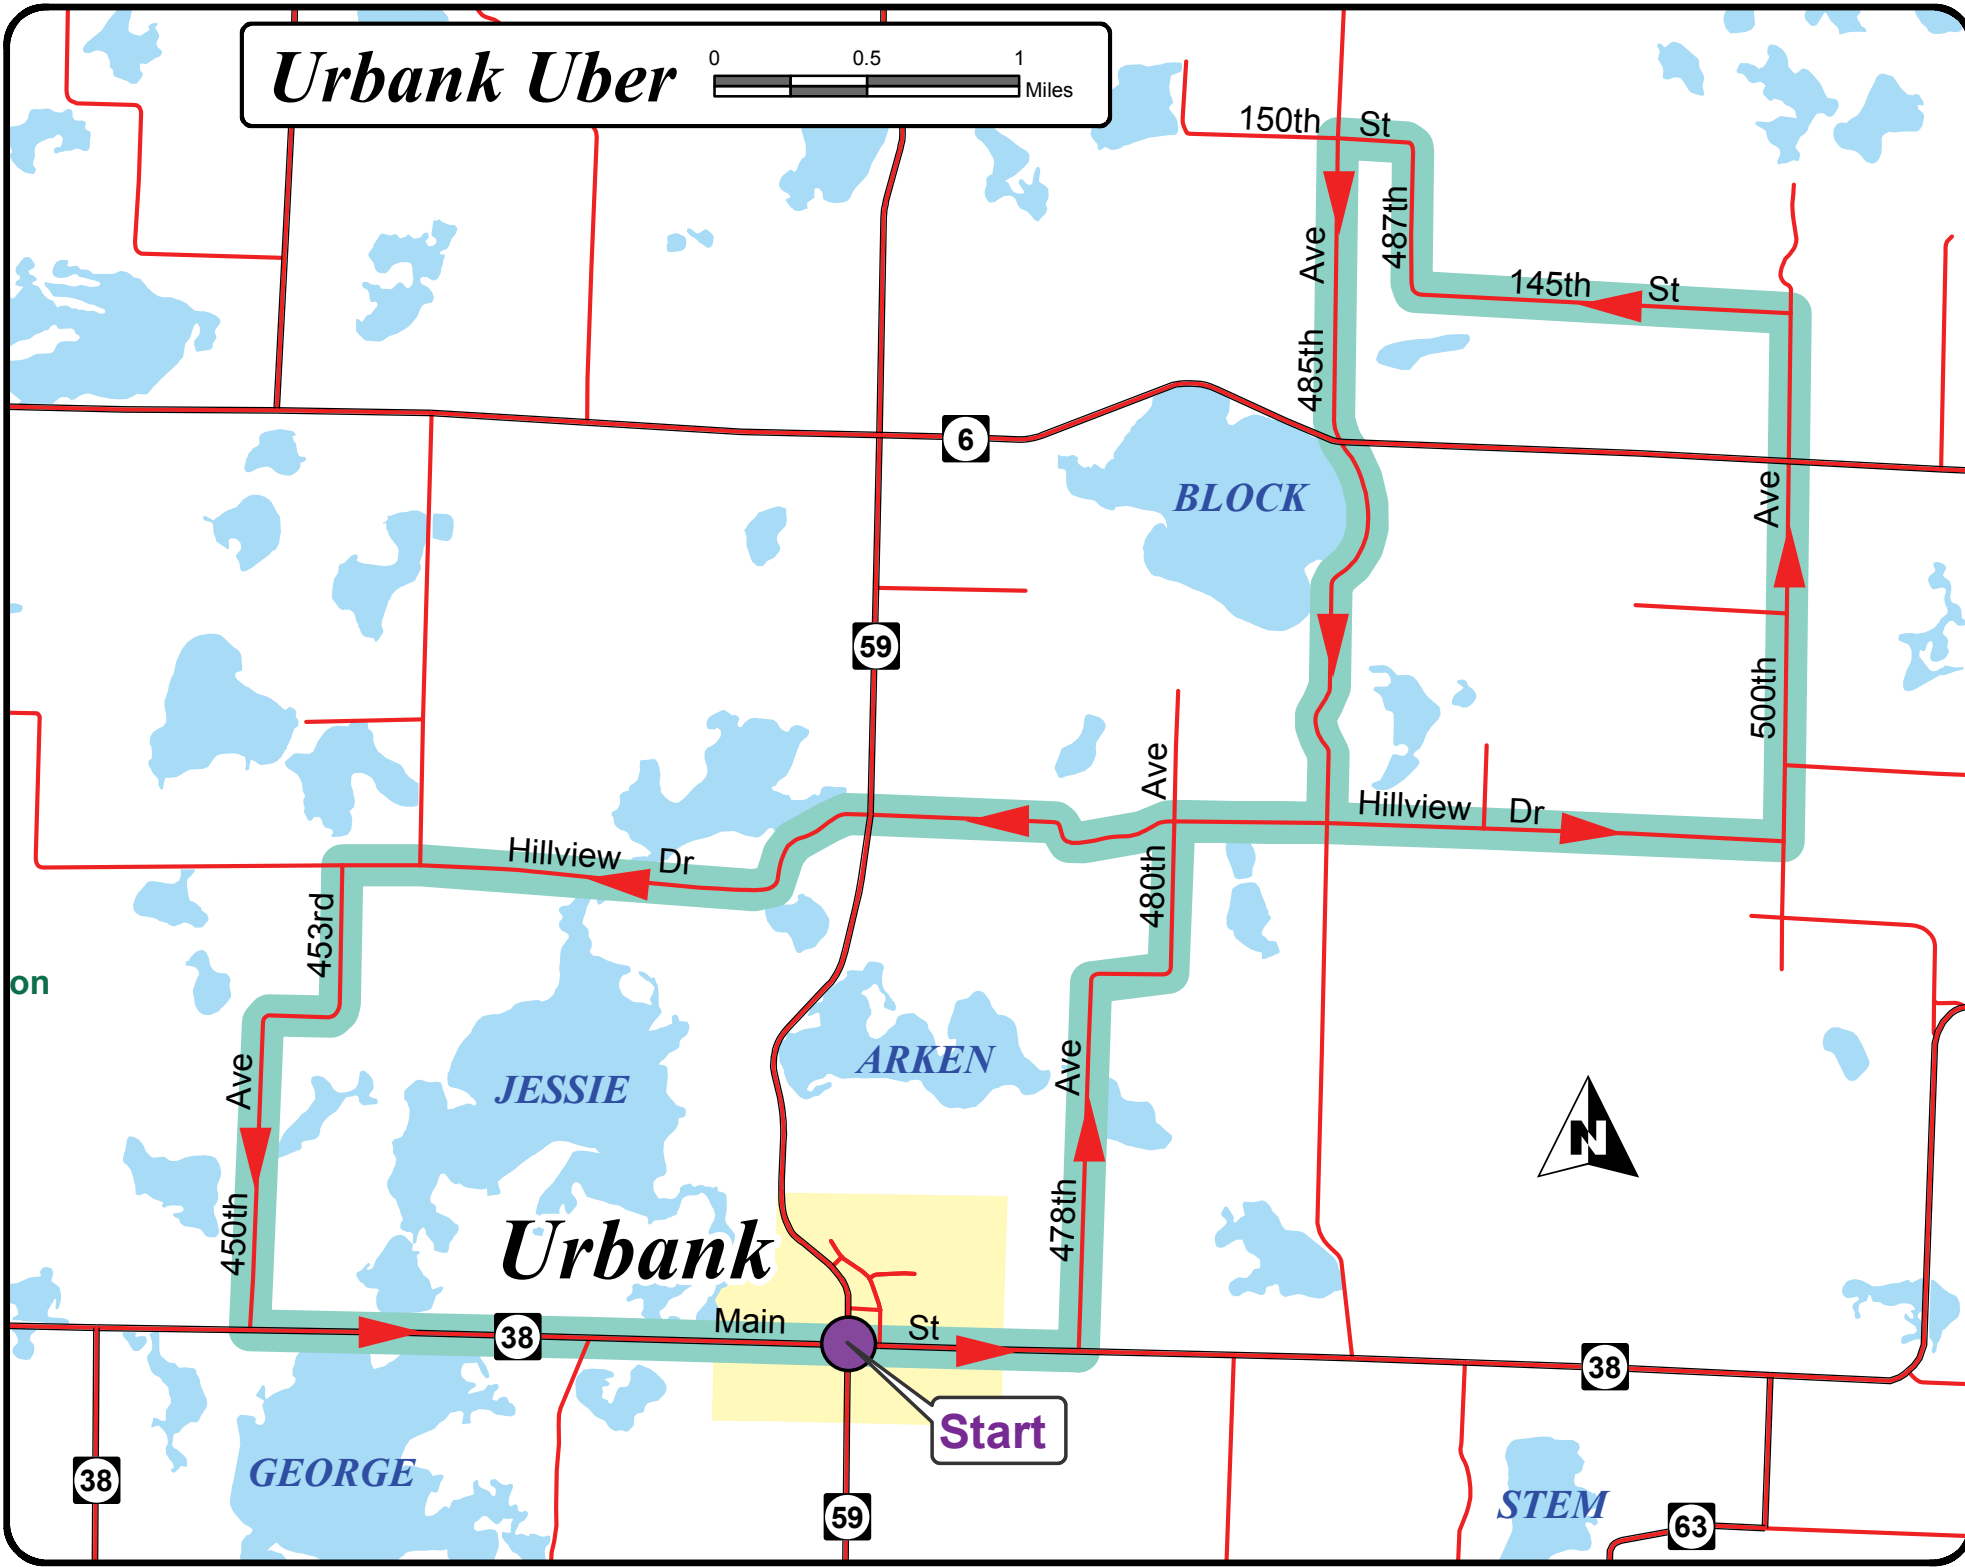 Urbank Uber
0 0.5 1
Miles
150th St
487th
Ave
145th St
485th
6
BLOCK
Ave
59
500th
Ave
Hillview Dr
Hillview Dr
480th
453rd
on
Ave
JESSIE
ARKEN
Ave
N
450th
478th
Urbank
Main St
38
38
Start
GEORGE
38
59
STEM
63